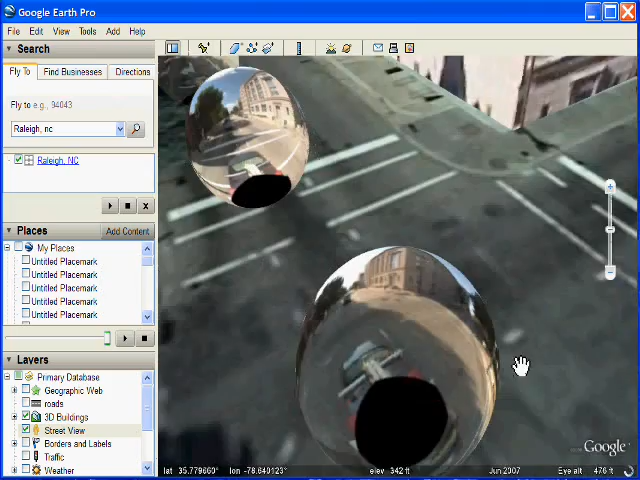 Google Earth Pro
File Edit View Tools Add Help
Search
Fly To Find Businesses Directions
Fly to e.g., 94043
Raleigh, nc
Raleigh, NC
Places Add Content
My Places
Untitled Placemark
Untitled Placemark
Untitled Placemark
Untitled Placemark
Untitled Placemark
Layers
Primary Database
Geographic Web
roads
3D Buildings
Street View
Borders and Labels
Traffic
Weather
Google
lat 35.779660° lon -78.640123° elev 342 ft Jun 2007 Eye alt 476 ft